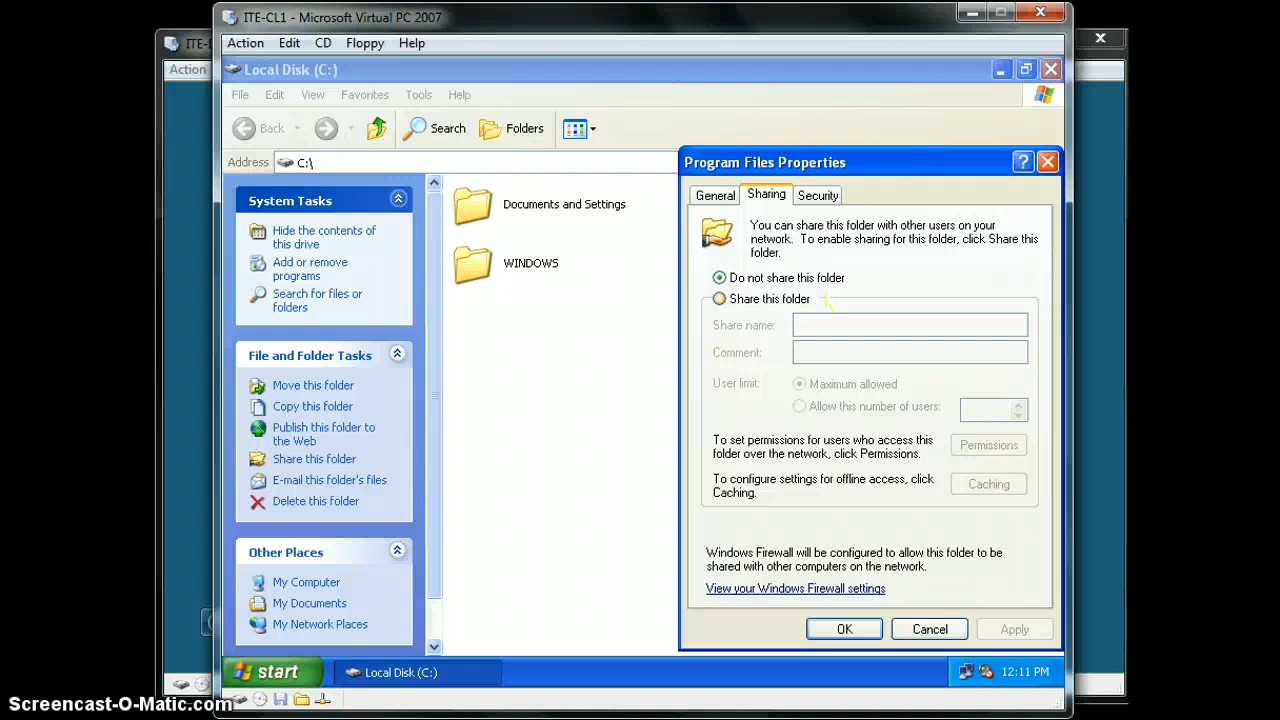 ITE-CL1 - Microsoft Virtual PC 2007
ITE-C
Action Edit CD Floppy Help
Action
Local Disk (C:)
File Edit View Favorites Tools Help
Back Search Folders
Address C:\
System Tasks
Hide the contents of
this drive
Add or remove
programs
Search for files or
folders
File and Folder Tasks
Move this folder
Copy this folder
Publish this folder to
the Web
Share this folder
E-mail this folder's files
Delete this folder
Other Places
My Computer
My Documents
My Network Places
Documents and Settings
WINDOWS
Program Files Properties
General Sharing Security
You can share this folder with other users on your
network. To enable sharing for this folder, click Share this
folder.
Do not share this folder
Share this folder
Share name:
Comment:
User limit: Maximum allowed
Allow this number of users:
To set permissions for users who access this
folder over the network, click Permissions.
Permissions
To configure settings for offline access, click
Caching.
Caching
Windows Firewall will be configured to allow this folder to be
shared with other computers on the network.
View your Windows Firewall settings
OK Cancel Apply
start Local Disk (C:) 12:11 PM
Screencast-O-Matic.com